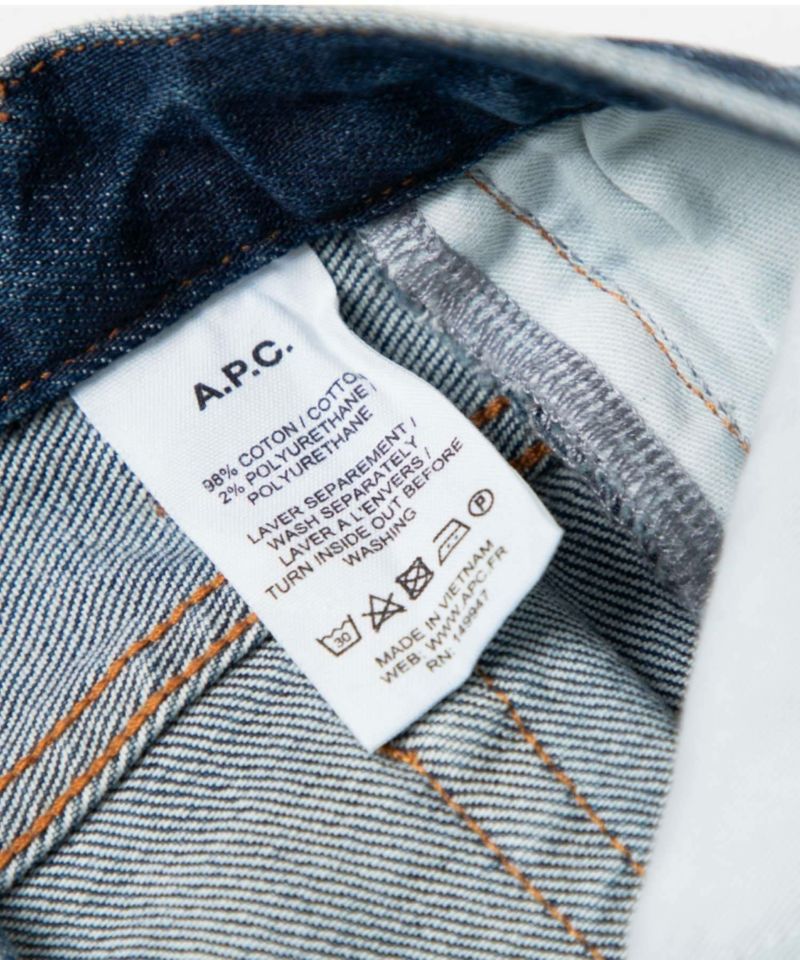 A.P.C.
98% COTON / COTTO
2% POLYURETHANE /
POLYURETHANE
LAVER SEPAREMENT /
WASH SEPARATELY
LAVER A L'ENVERS /
TURN INSIDE OUT BEFORE
WASHING
30 P
MADE IN VIETNAM
WEB: WWW.APC.FR
RN: 149947